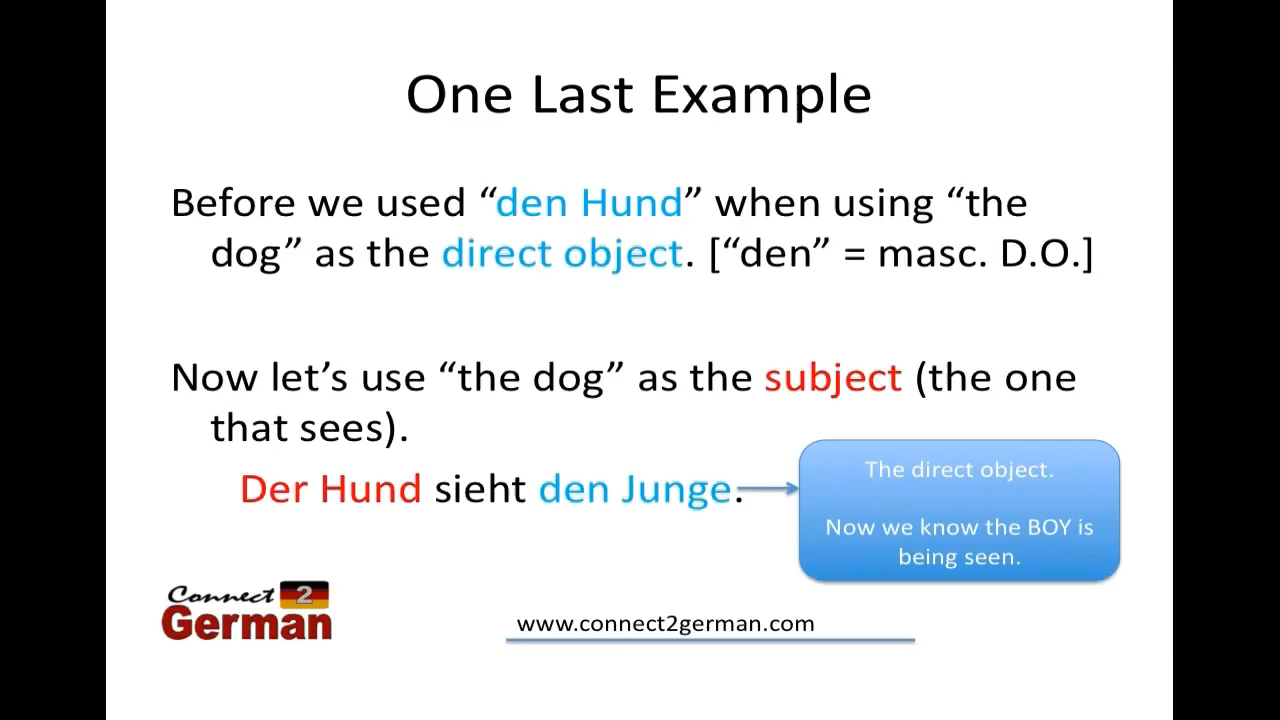 One Last Example
Before we used “den Hund” when using “the
dog” as the direct object. [“den” = masc. D.O.]
Now let’s use “the dog” as the subject (the one
that sees).
Der Hund sieht den Junge.
The direct object.
Now we know the BOY is
being seen.
Connect 2
German
www.connect2german.com